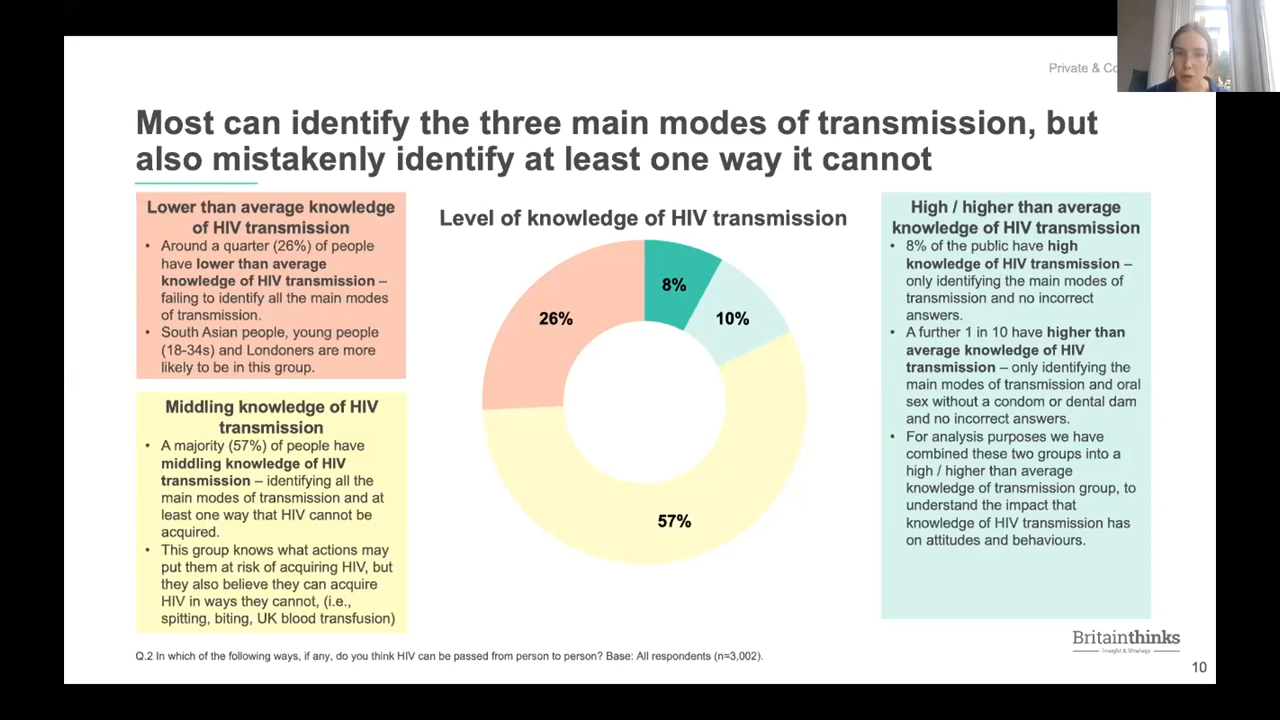 Private & Co
Most can identify the three main modes of transmission, but
also mistakenly identify at least one way it cannot
Lower than average knowledge
of HIV transmission
• Around a quarter (26%) of people
have lower than average
knowledge of HIV transmission –
failing to identify all the main modes
of transmission.
• South Asian people, young people
(18-34s) and Londoners are more
likely to be in this group.
Middling knowledge of HIV
transmission
• A majority (57%) of people have
middling knowledge of HIV
transmission – identifying all the
main modes of transmission and at
least one way that HIV cannot be
acquired.
• This group knows what actions may
put them at risk of acquiring HIV, but
they also believe they can acquire
HIV in ways they cannot, (i.e.,
spitting, biting, UK blood transfusion)
Level of knowledge of HIV transmission
8%
10%
26%
57%
High / higher than average
knowledge of HIV transmission
• 8% of the public have high
knowledge of HIV transmission –
only identifying the main modes of
transmission and no incorrect
answers.
• A further 1 in 10 have higher than
average knowledge of HIV
transmission – only identifying the
main modes of transmission and oral
sex without a condom or dental dam
and no incorrect answers.
• For analysis purposes we have
combined these two groups into a
high / higher than average
knowledge of transmission group, to
understand the impact that
knowledge of HIV transmission has
on attitudes and behaviours.
Britainthinks
Insight & Strategy
Q.2 In which of the following ways, if any, do you think HIV can be passed from person to person? Base: All respondents (n=3,002).
10